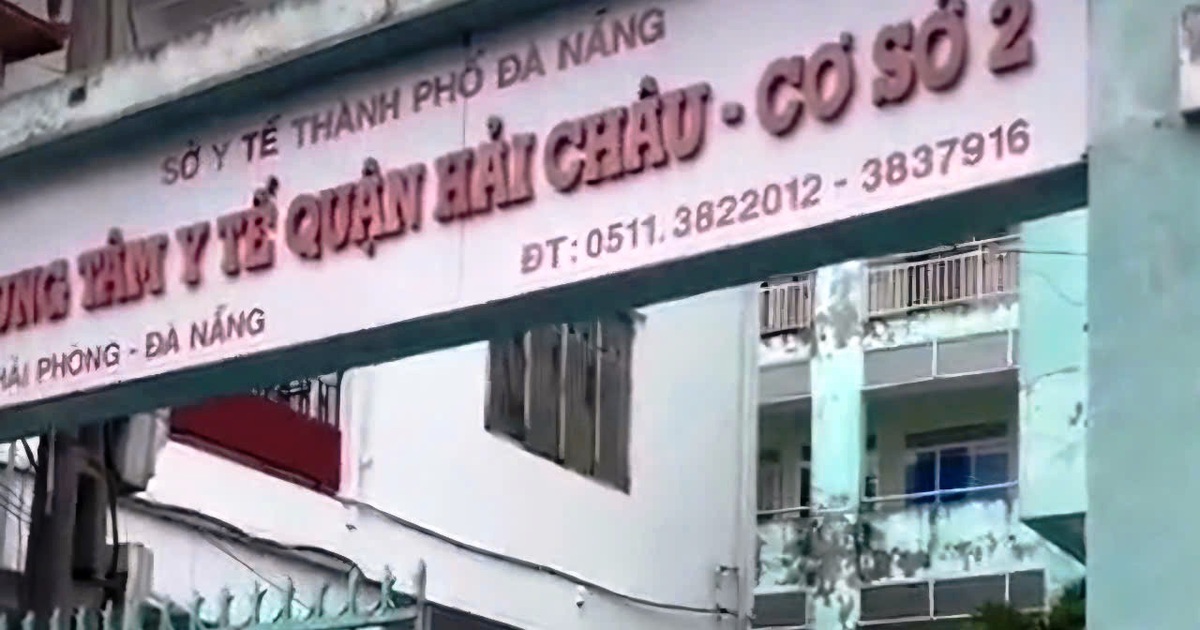 SỞ Y TẾ THÀNH PHỐ ĐÀ NẴNG
UNG TÂM Y TẾ QUẬN HẢI CHÂU - CƠ SỞ 2
HẢI PHÒNG - ĐÀ NẴNG
ĐT: 0511. 3822012 - 3837916